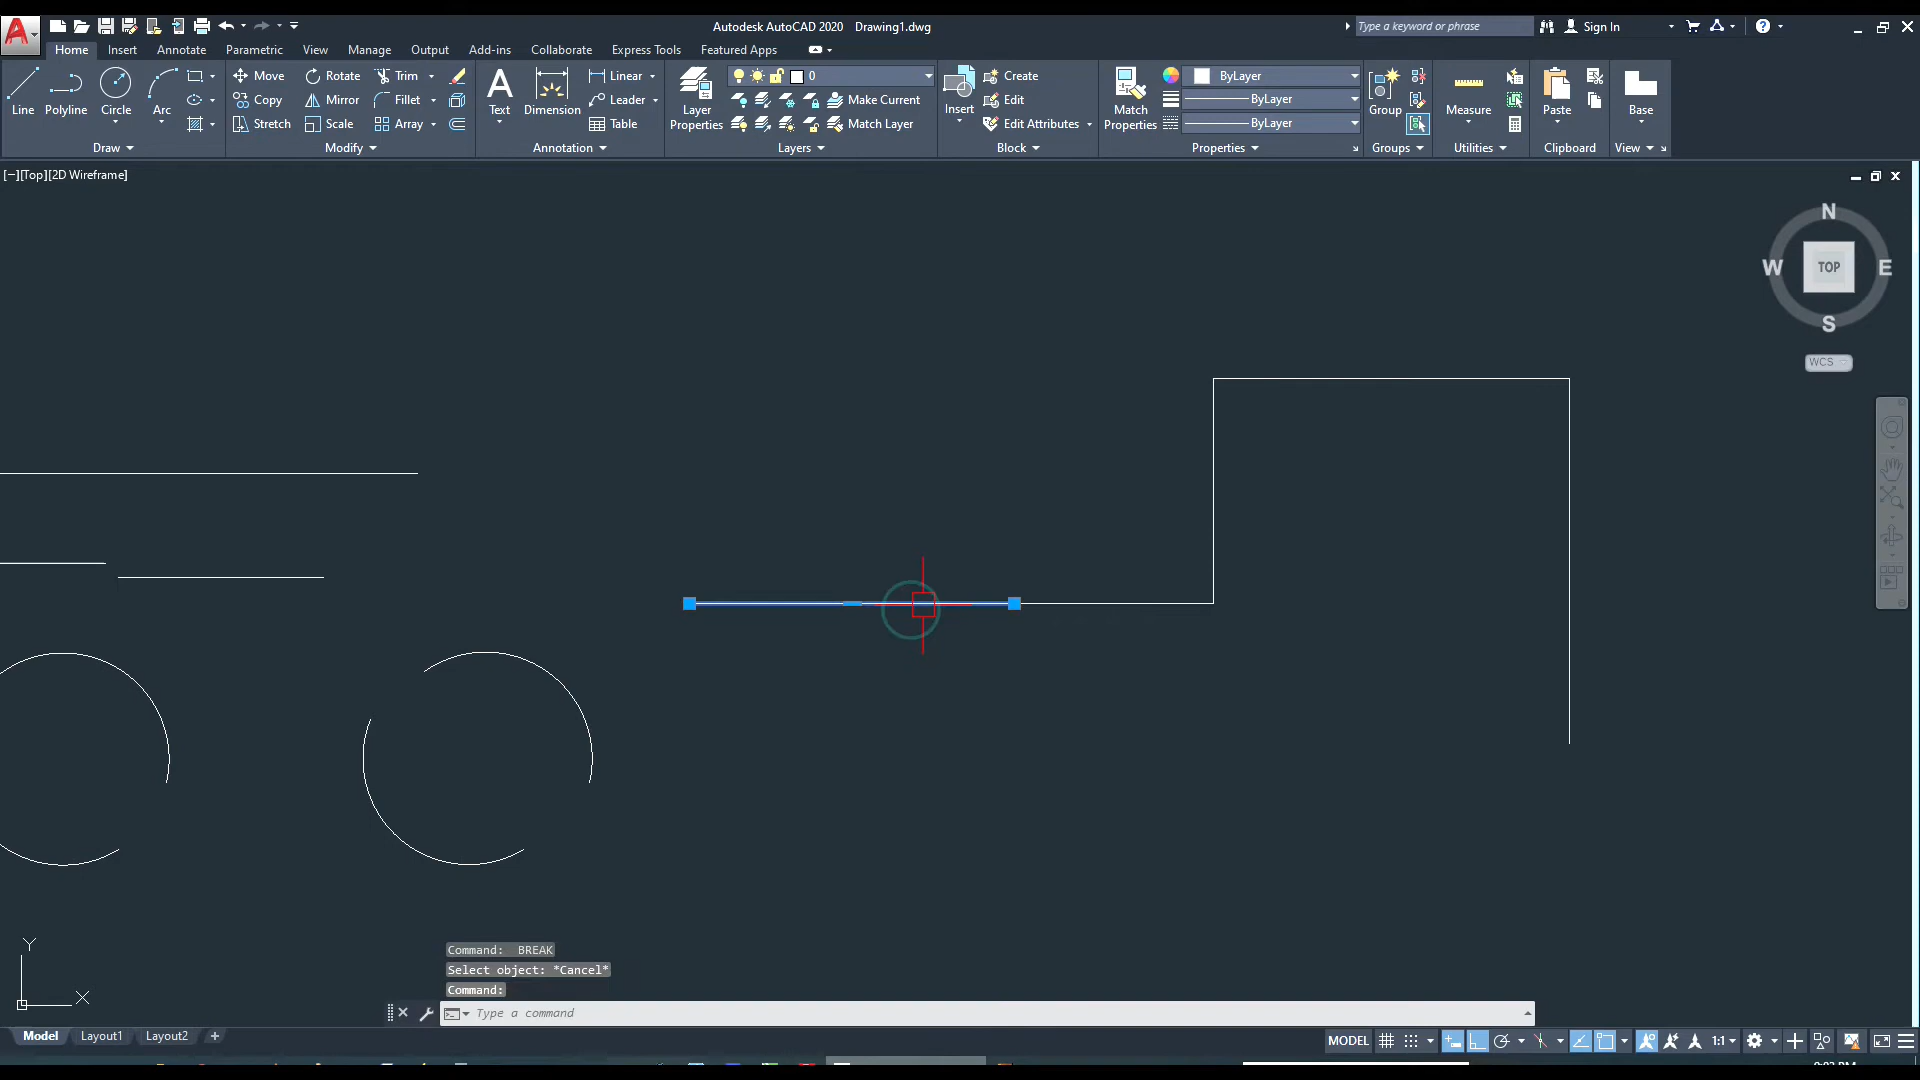 Autodesk AutoCAD 2020 Drawing1.dwg
Type a keyword or phrase
Sign In
Home Insert Annotate Parametric View Manage Output Add-ins Collaborate Express Tools Featured Apps
Line Polyline Circle Arc
Move Rotate Trim
Copy Mirror Fillet
Stretch Scale Array
Text Dimension
Linear
Leader
Table
Layer Properties
0
Make Current
Match Layer
Insert
Create
Edit
Edit Attributes
Match Properties
ByLayer
ByLayer
ByLayer
Group
Measure
Paste
Base
Draw Modify Annotation Layers Block Properties Groups Utilities Clipboard View
[−][Top][2D Wireframe]
N
W TOP E
S
WCS
Y
X
Command: BREAK
Select object: *Cancel*
Command:
Type a command
Model Layout1 Layout2 +
MODEL
1:1